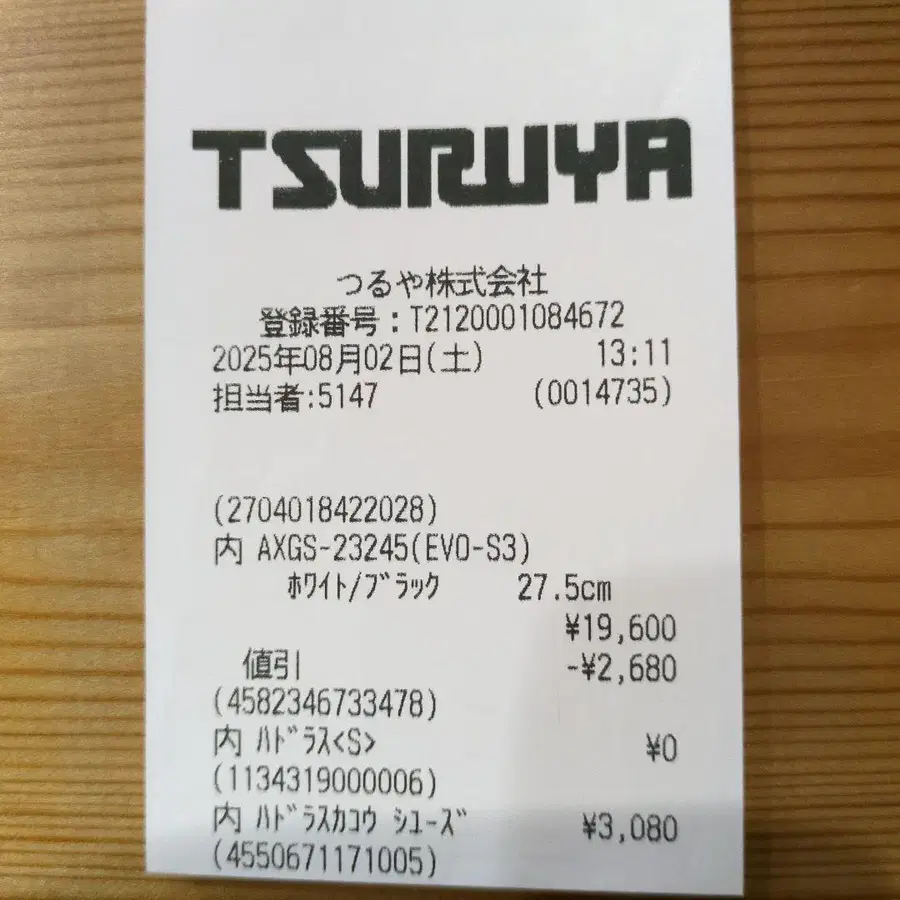 TSURUYA
つるや株式会社
登録番号:T2120001084672
2025年08月02日(土) 13:11
担当者:5147 (0014735)
(2704018422028)
内 AXGS-23245(EVO-S3)
ﾎﾜｲﾄ/ﾌﾞﾗｯｸ 27.5cm
¥19,600
値引 -¥2,680
(4582346733478)
内 ﾊﾄﾞﾗｽ<S> ¥0
(1134319000006)
内 ﾊﾄﾞﾗｽｶｺｳ ｼﾕｰｽﾞ ¥3,080
(4550671171005)